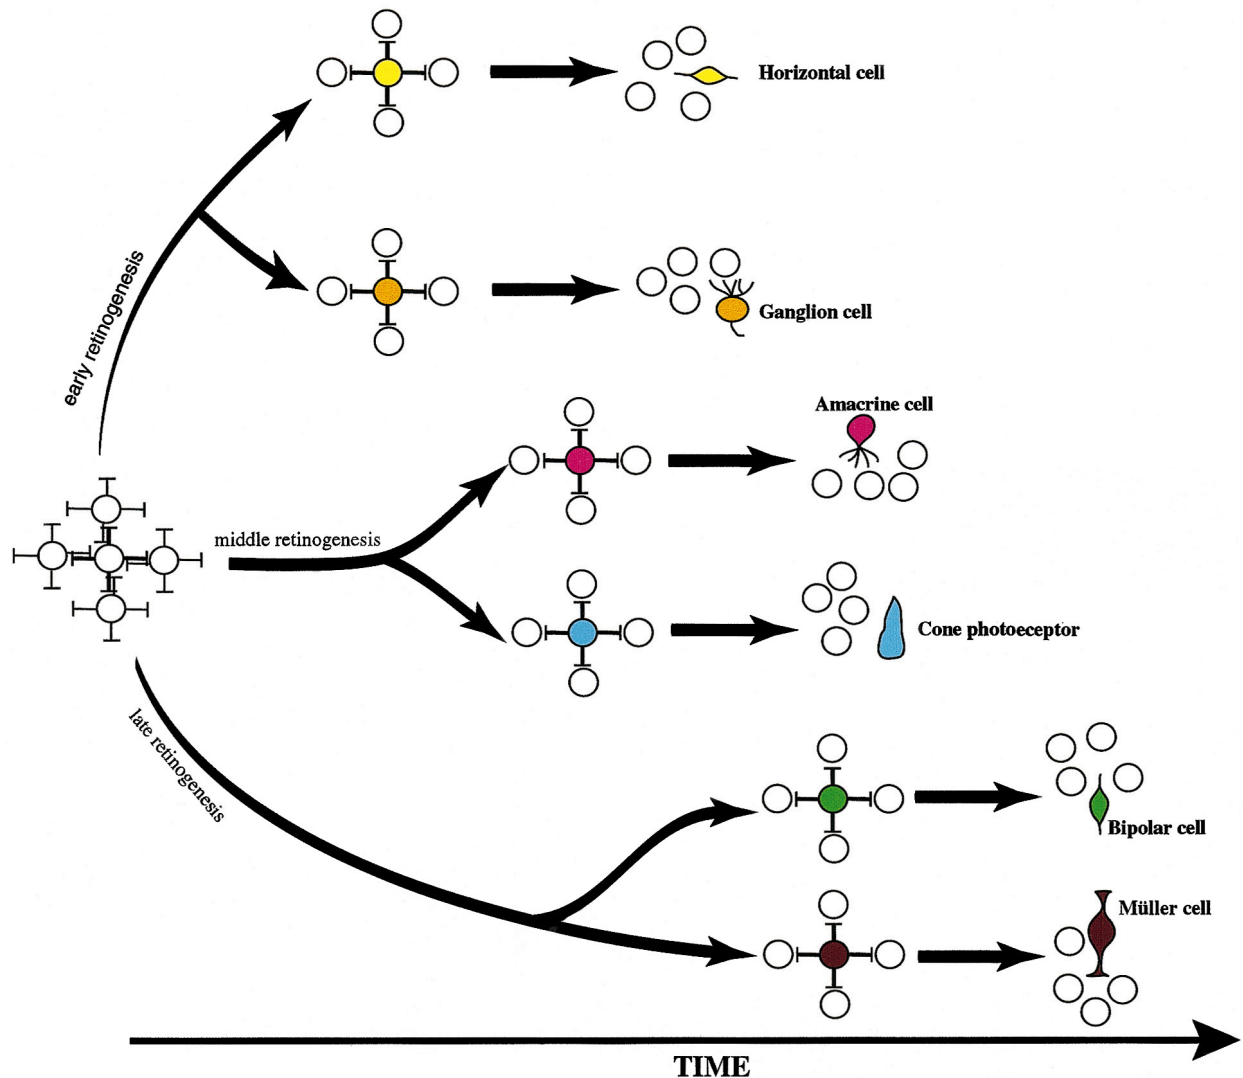 Horizontal cell
early retinogenesis
Ganglion cell
Amacrine cell
middle retinogenesis
Cone photoeceptor
late retinogenesis
Bipolar cell
Müller cell
TIME